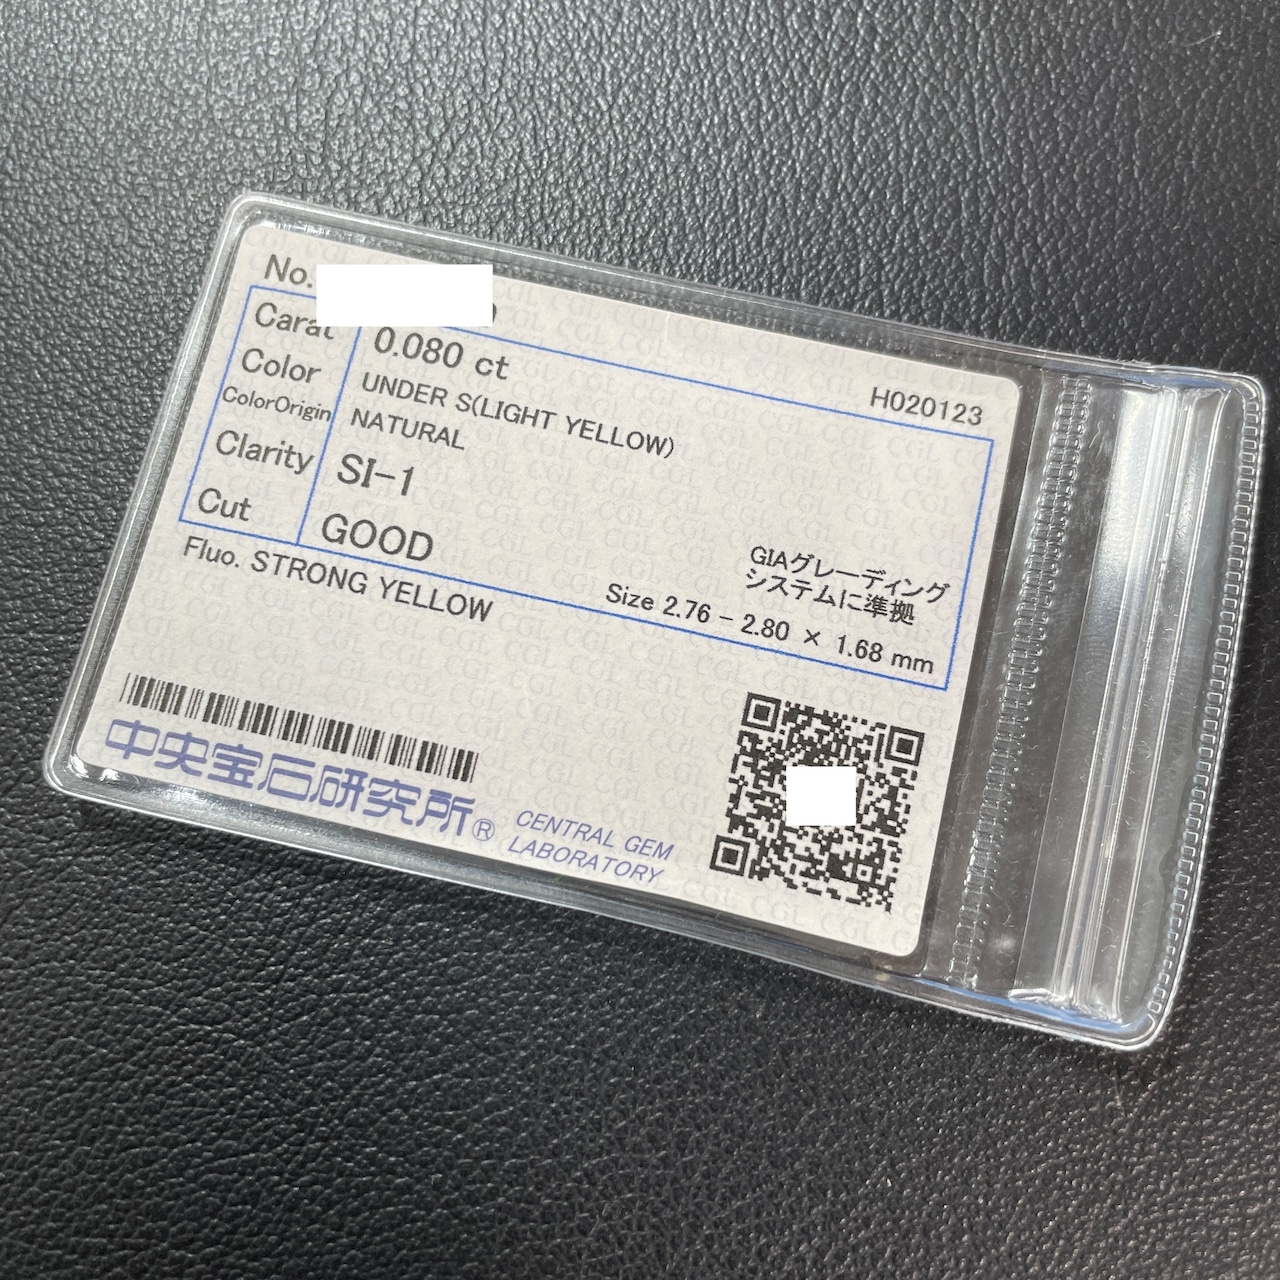 No.
Carat 0.080 ct
H020123
Color UNDER S(LIGHT YELLOW)
ColorOrigin NATURAL
Clarity SI-1
Cut GOOD
GIAグレーディング
システムに準拠
Fluo. STRONG YELLOW
Size 2.76 - 2.80 × 1.68 mm
中央宝石研究所®
CENTRAL GEM
LABORATORY